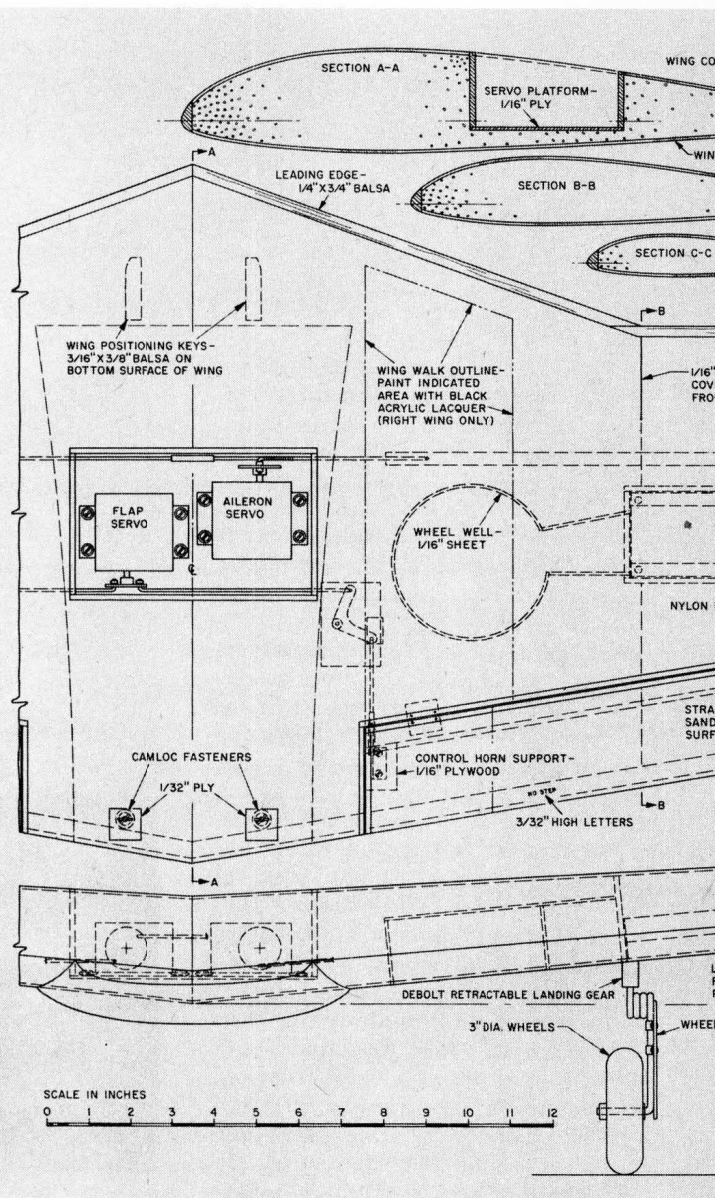 SECTION A-A
WING CO
SERVO PLATFORM-
1/16" PLY
A
WIN
LEADING EDGE-
1/4"X3/4" BALSA
SECTION B-B
SECTION C-C
B
WING POSITIONING KEYS-
3/16"X3/8" BALSA ON
BOTTOM SURFACE OF WING
WING WALK OUTLINE-
PAINT INDICATED
AREA WITH BLACK
ACRYLIC LACQUER
(RIGHT WING ONLY)
1/16"
COV
FRO
FLAP
SERVO
AILERON
SERVO
WHEEL WELL-
1/16" SHEET
℄
NYLON
STRA
SAND
SURF
CAMLOC FASTENERS
1/32" PLY
CONTROL HORN SUPPORT-
1/16" PLYWOOD
NO STEP
3/32" HIGH LETTERS
B
A
DEBOLT RETRACTABLE LANDING GEAR
3" DIA. WHEELS
WHEEL
SCALE IN INCHES
0 1 2 3 4 5 6 7 8 9 10 11 12